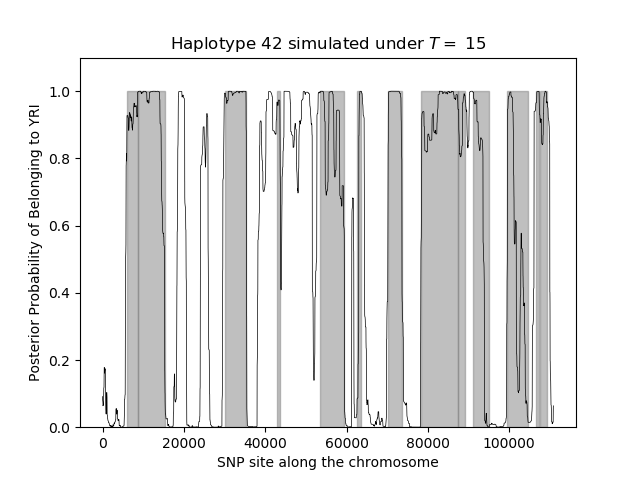 Haplotype 42 simulated under T = 15
Posterior Probability of Belonging to YRI
1.0
0.8
0.6
0.4
0.2
0.0
0 20000 40000 60000 80000 100000
SNP site along the chromosome